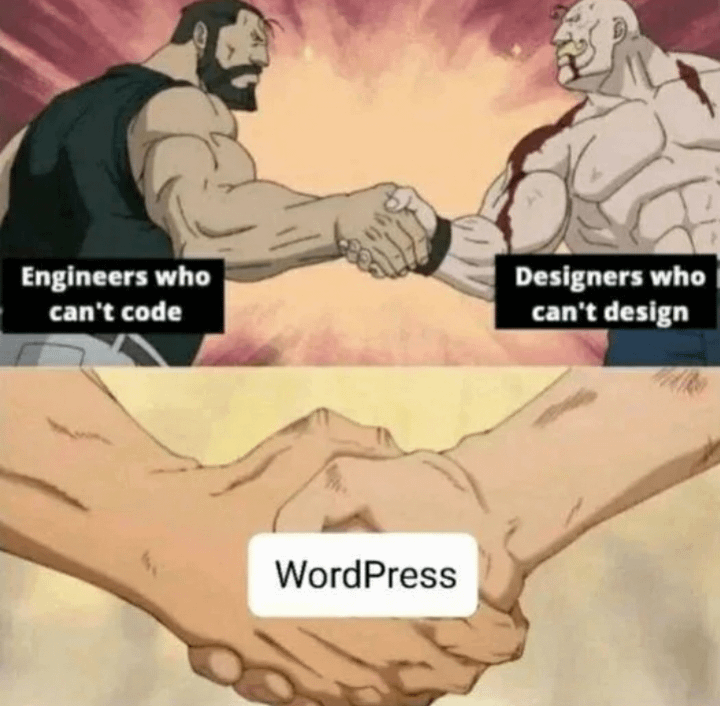 Engineers who
can't code
Designers who
can't design
WordPress